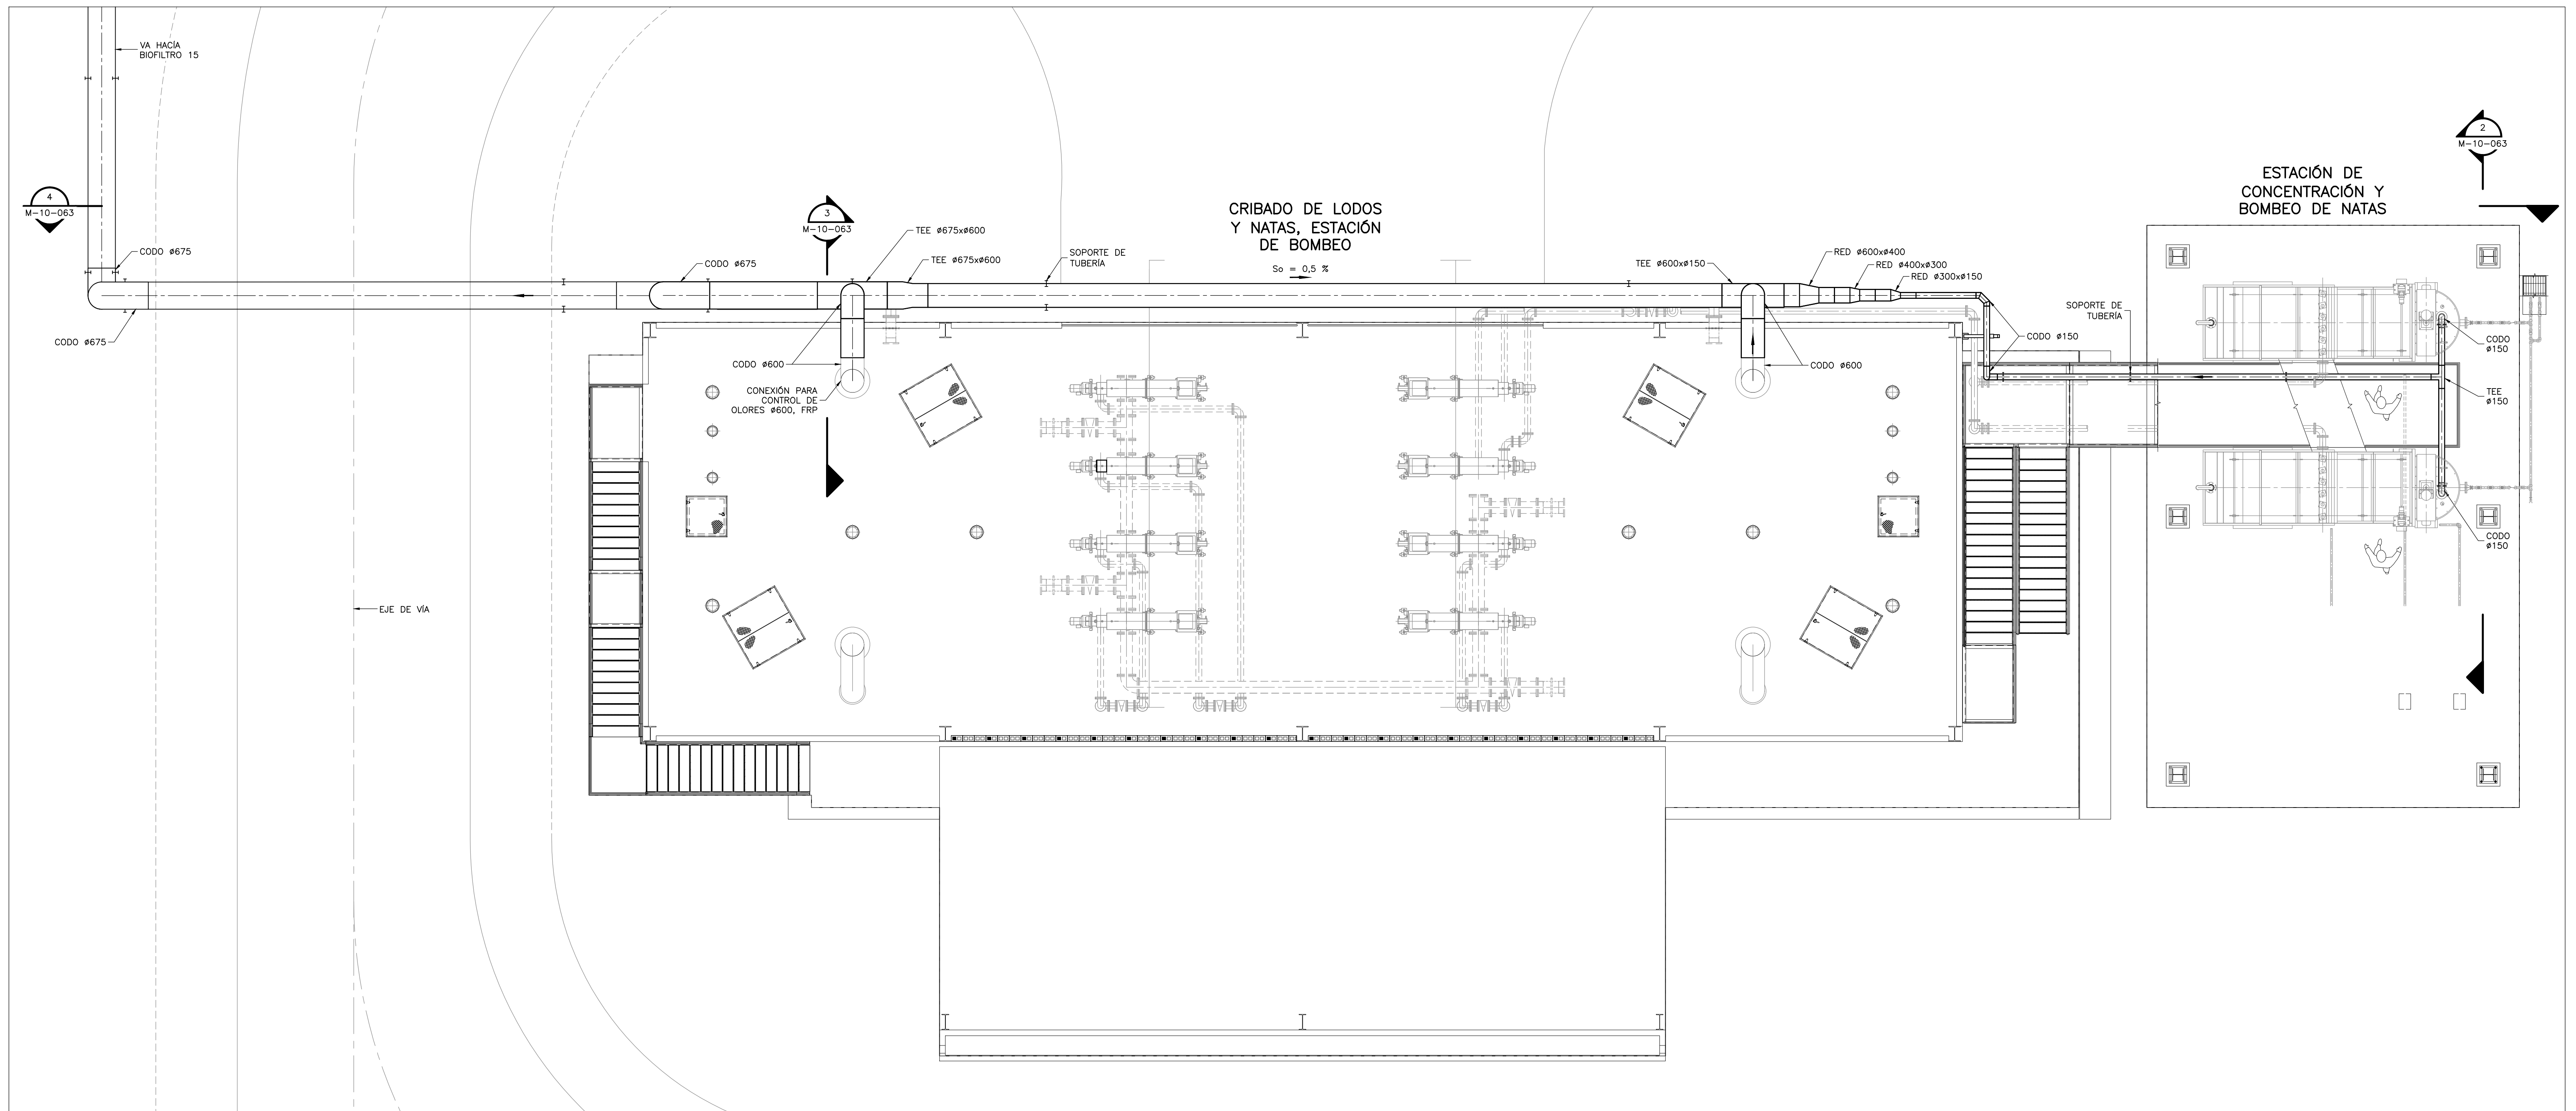 VA HACÍA
BIOFILTRO 15
4
M-10-063
CODO ø675
CODO ø675
3
M-10-063
CODO ø675
TEE ø675xø600
TEE ø675xø600
SOPORTE DE
TUBERÍA
CRIBADO DE LODOS
Y NATAS, ESTACIÓN
DE BOMBEO
So = 0,5 %
TEE ø600xø150
RED ø600xø400
RED ø400xø300
RED ø300xø150
2
M-10-063
ESTACIÓN DE
CONCENTRACIÓN Y
BOMBEO DE NATAS
SOPORTE DE
TUBERÍA
CODO ø600
CONEXIÓN PARA
CONTROL DE
OLORES ø600, FRP
CODO ø600
CODO ø150
CODO
ø150
TEE
ø150
CODO
ø150
EJE DE VÍA